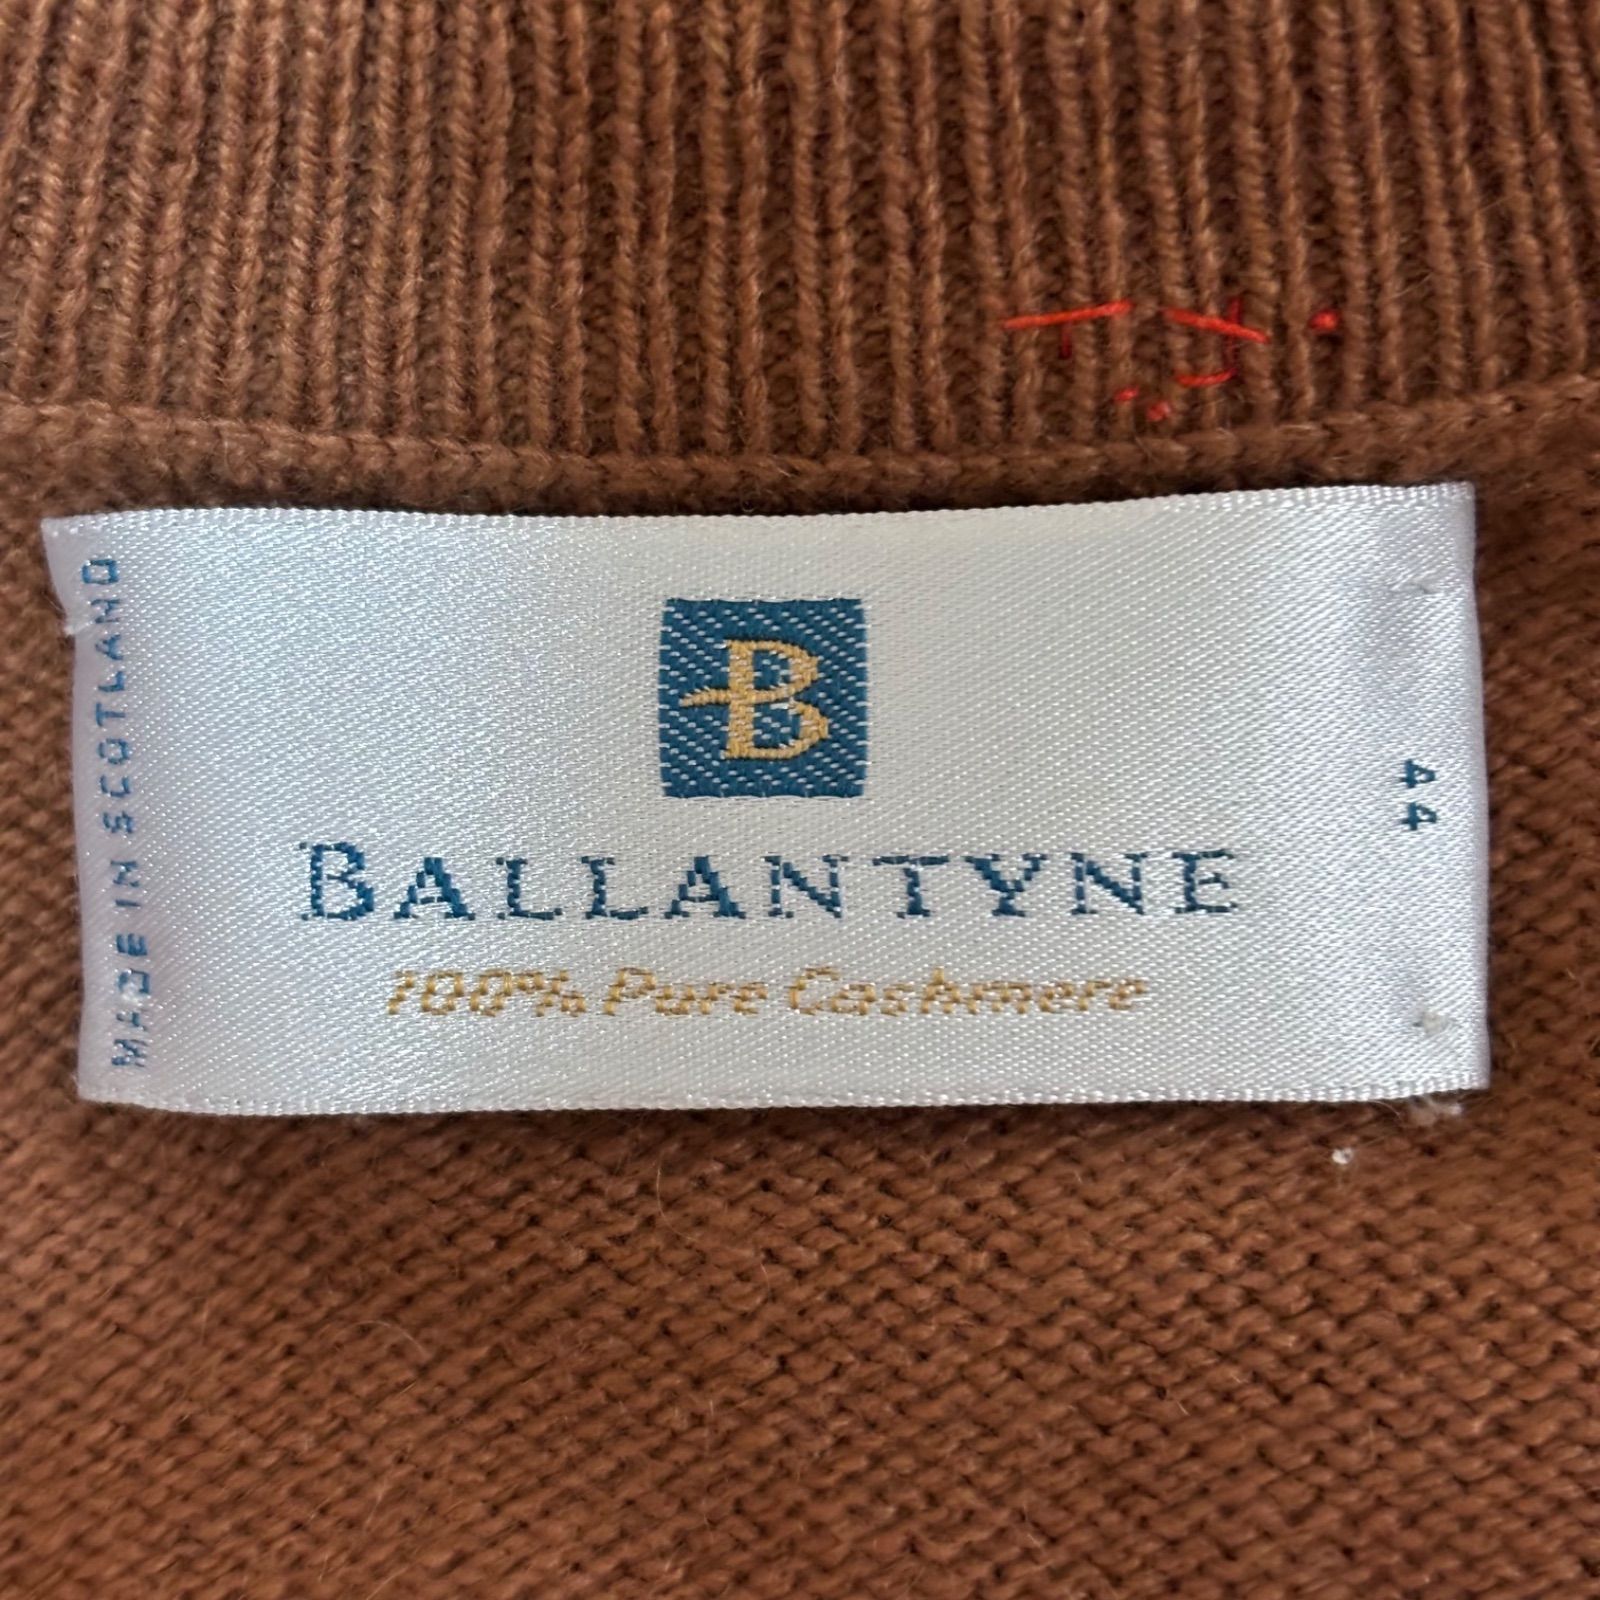 B
BALLANTYNE
100% Pure Cashmere
MADE IN SCOTLAND
44